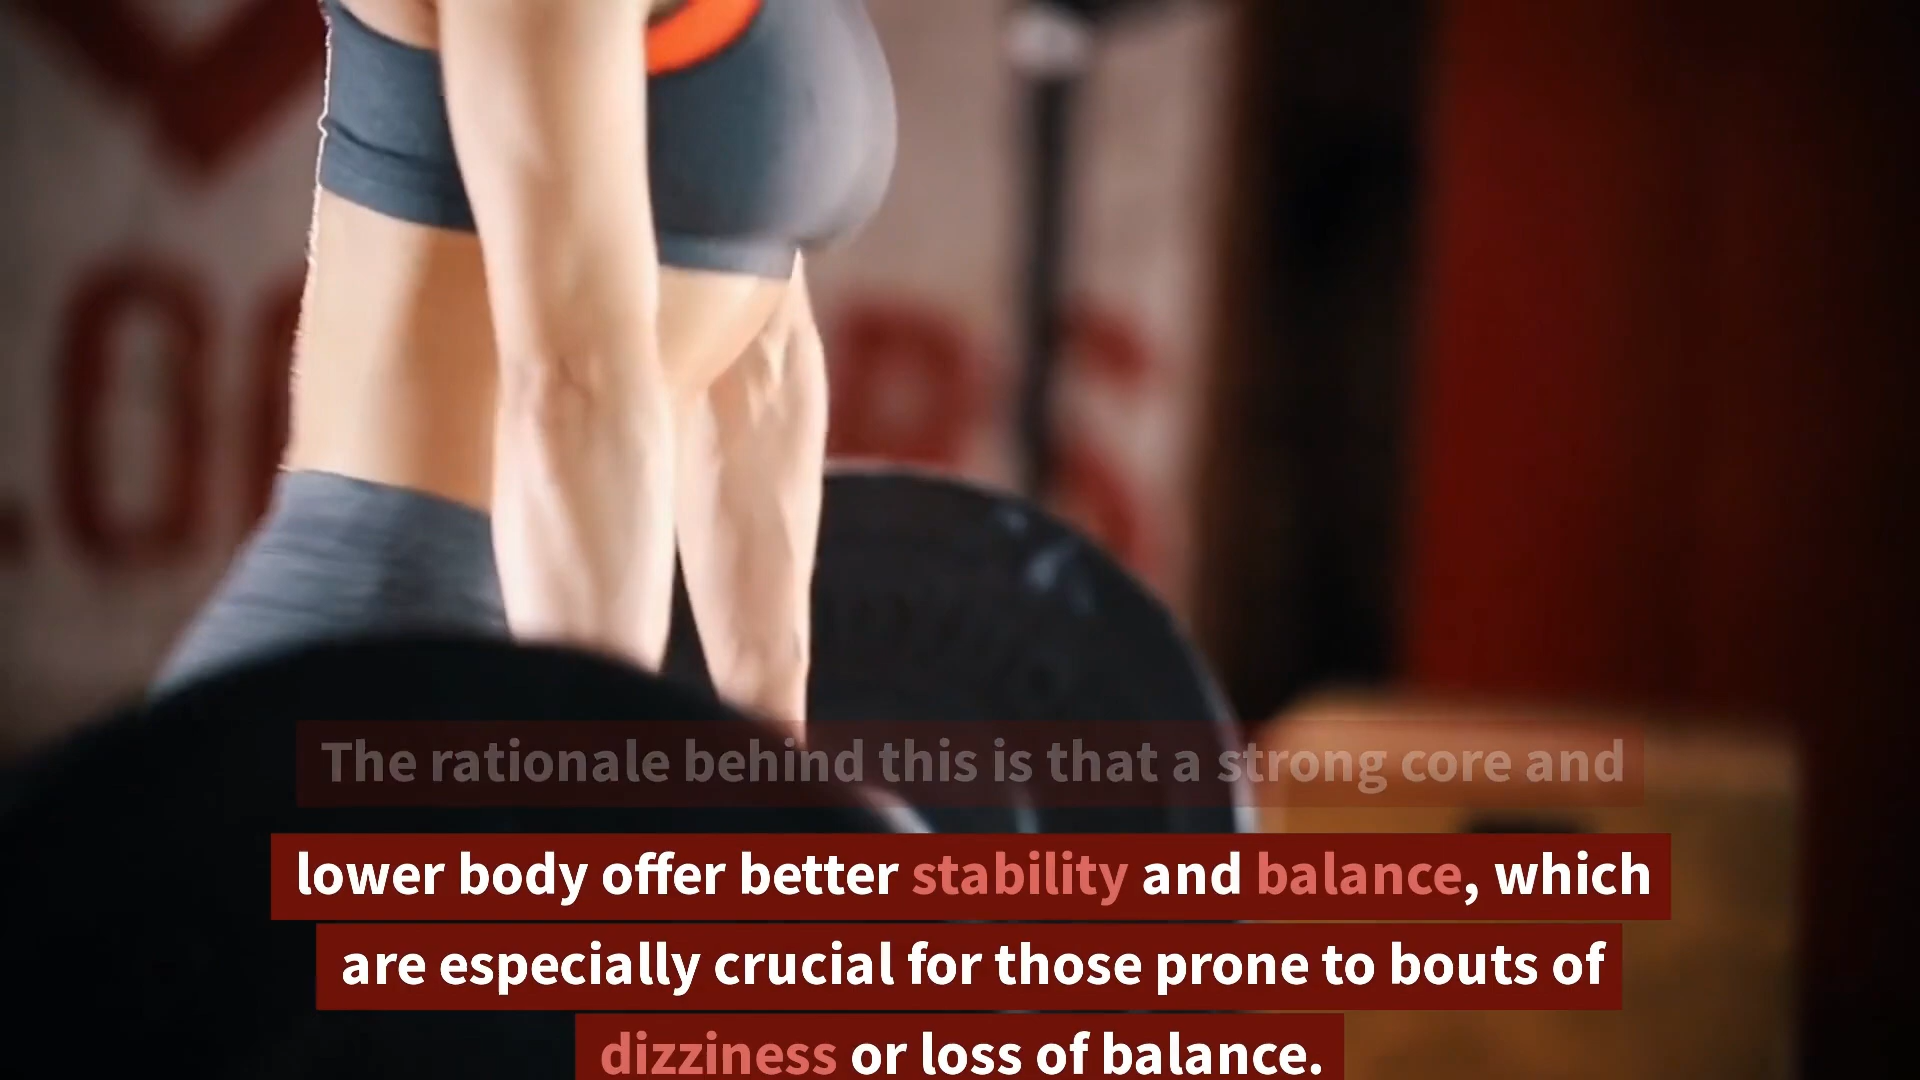 The rationale behind this is that a strong core and
lower body offer better stability and balance, which
are especially crucial for those prone to bouts of
dizziness or loss of balance.